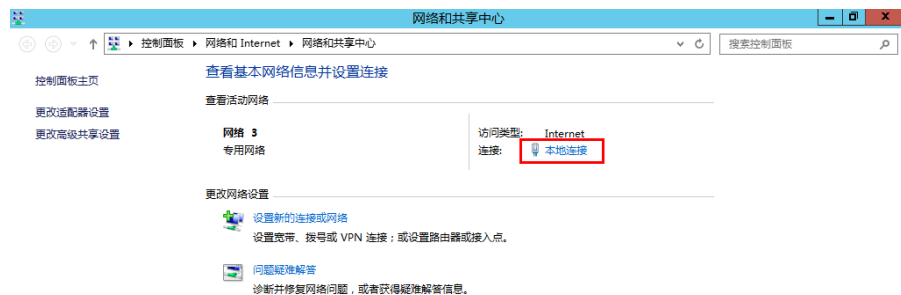 网络和共享中心
控制面板 网络和 Internet 网络和共享中心 搜索控制面板
控制面板主页
更改适配器设置
更改高级共享设置
查看基本网络信息并设置连接
查看活动网络
网络 3
专用网络
访问类型: Internet
连接: 本地连接
更改网络设置
设置新的连接或网络
设置宽带、拨号或 VPN 连接；或设置路由器或接入点。
问题疑难解答
诊断并修复网络问题，或者获得疑难解答信息。